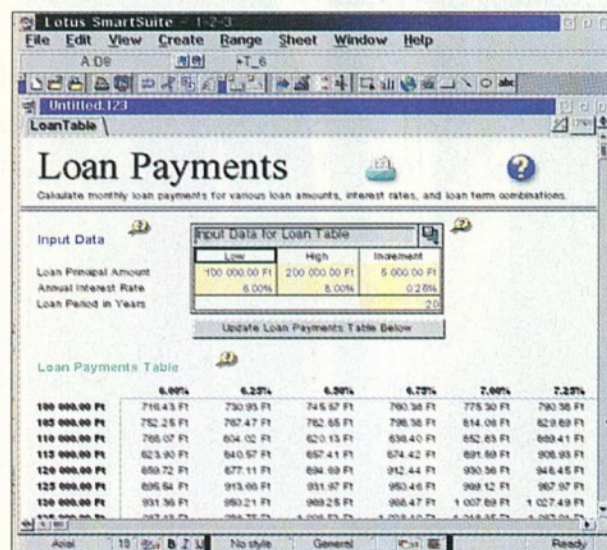 Lotus SmartSuite - 1-2-3
File Edit View Create Range Sheet Window Help
A:D8 +T_6
abc
Untitled.123
LoanTable
Loan Payments
Calculate monthly loan payments for various loan amounts, interest rates, and loan term combinations.
Input Data
Input Data for Loan Table
Low High Increment
Loan Principal Amount 100 000.00 Ft 200 000.00 Ft 5 000.00 Ft
Annual Interest Rate 6.00% 8.00% 0.25%
Loan Period in Years 20
Update Loan Payments Table Below
Loan Payments Table
6.00% 6.25% 6.50% 6.75% 7.00% 7.25%
100 000.00 Ft 716.43 Ft 730.93 Ft 745.57 Ft 760.36 Ft 775.30 Ft 790.38 Ft
105 000.00 Ft 752.25 Ft 767.47 Ft 782.85 Ft 798.38 Ft 814.06 Ft 829.89 Ft
110 000.00 Ft 788.07 Ft 804.02 Ft 820.13 Ft 836.40 Ft 852.83 Ft 869.41 Ft
115 000.00 Ft 823.90 Ft 840.57 Ft 857.41 Ft 874.42 Ft 891.59 Ft 908.93 Ft
120 000.00 Ft 859.72 Ft 877.11 Ft 894.69 Ft 912.44 Ft 930.36 Ft 948.45 Ft
125 000.00 Ft 895.54 Ft 913.66 Ft 931.97 Ft 950.46 Ft 969.12 Ft 987.97 Ft
130 000.00 Ft 931.36 Ft 950.21 Ft 969.25 Ft 988.47 Ft 1 007.89 Ft 1 027.49 Ft
Arial B I U No style General Ready